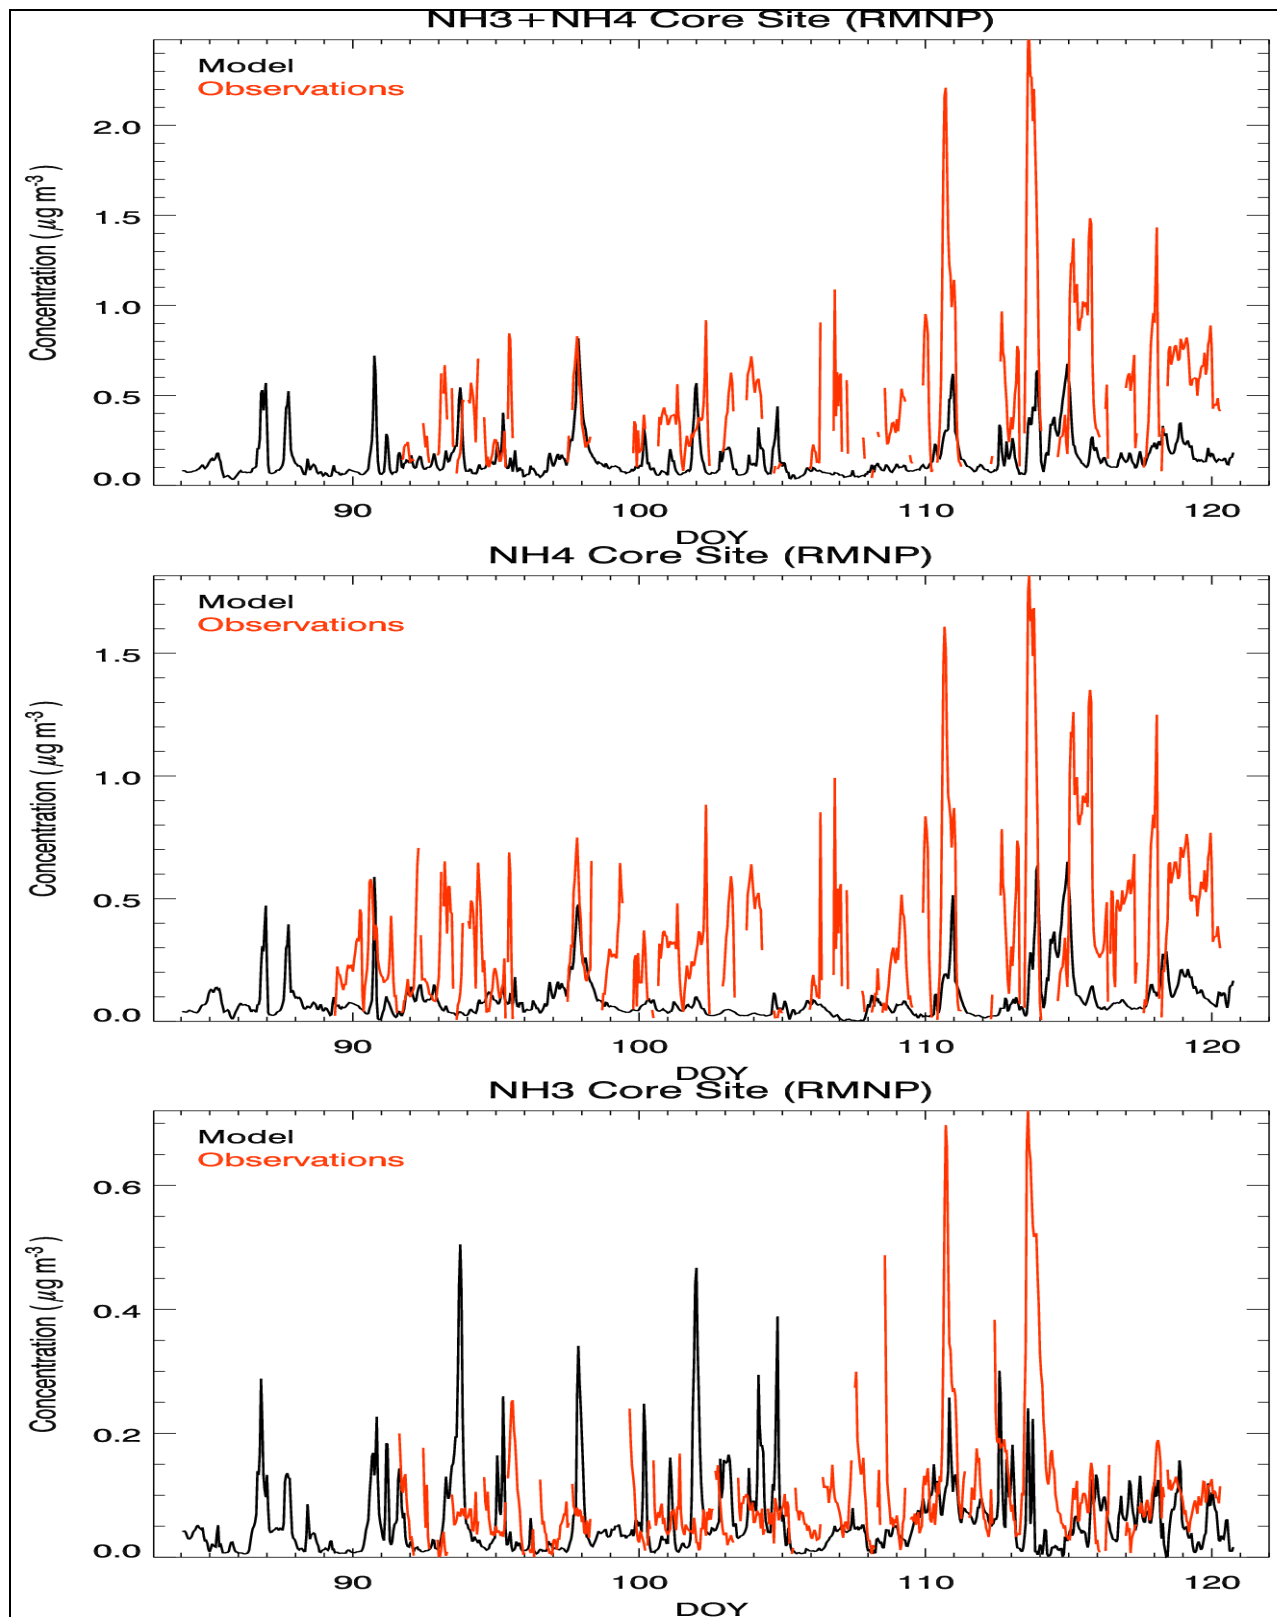 NH3+NH4 Core Site (RMNP)
Model
Observations
Concentration (μg m-3)
2.0
1.5
1.0
0.5
0.0
90 100 110 120
DOY
NH4 Core Site (RMNP)
Model
Observations
Concentration (μg m-3)
1.5
1.0
0.5
0.0
90 100 110 120
DOY
NH3 Core Site (RMNP)
Model
Observations
Concentration (μg m-3)
0.6
0.4
0.2
0.0
90 100 110 120
DOY